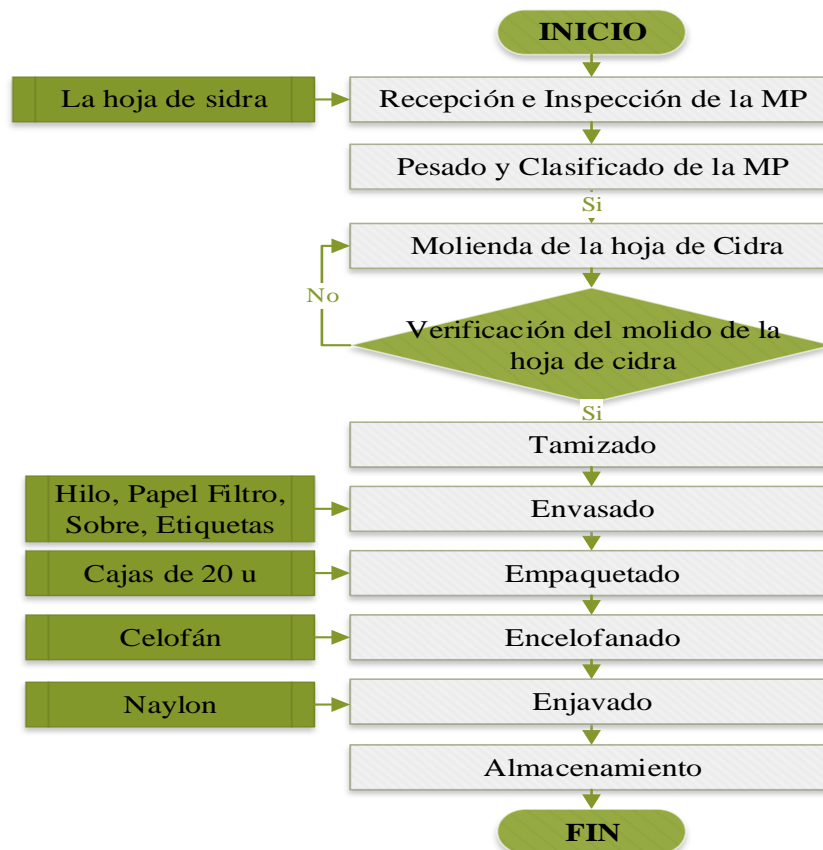 INICIO
La hoja de sidra
Recepción e Inspección de la MP
Pesado y Clasificado de la MP
Si
Molienda de la hoja de Cidra
No
Verificación del molido de la
hoja de cidra
Si
Tamizado
Hilo, Papel Filtro,
Sobre, Etiquetas
Envasado
Cajas de 20 u
Empaquetado
Celofán
Encelofanado
Naylon
Enjavado
Almacenamiento
FIN